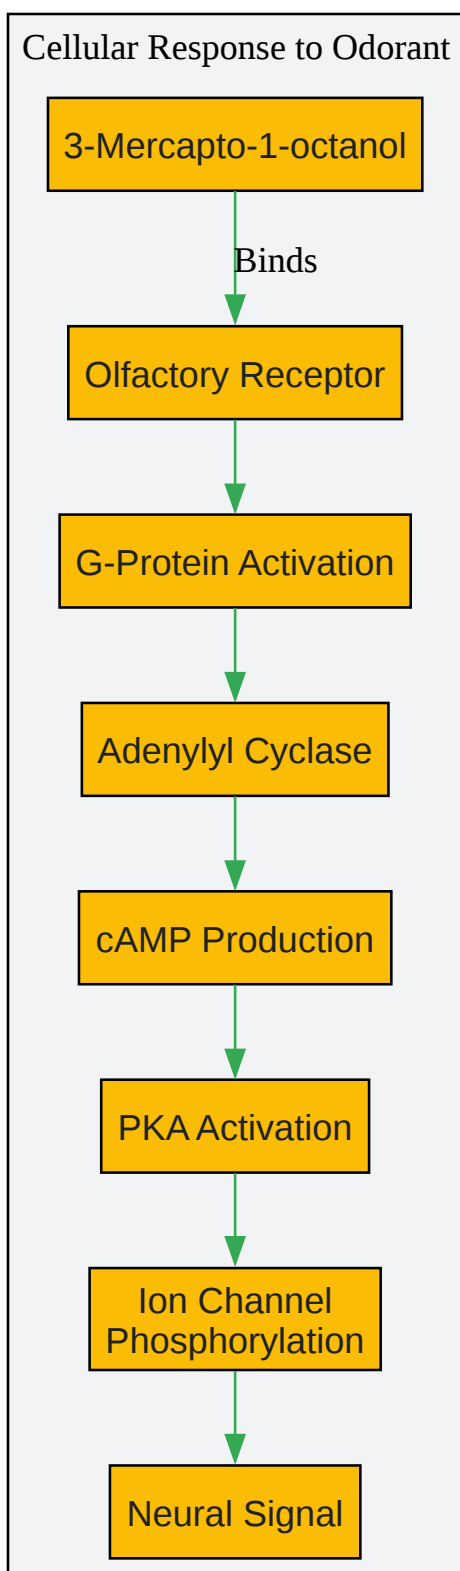 Cellular Response to Odorant
3-Mercapto-1-octanol
Binds
Olfactory Receptor
G-Protein Activation
Adenylyl Cyclase
cAMP Production
PKA Activation
Ion Channel
Phosphorylation
Neural Signal